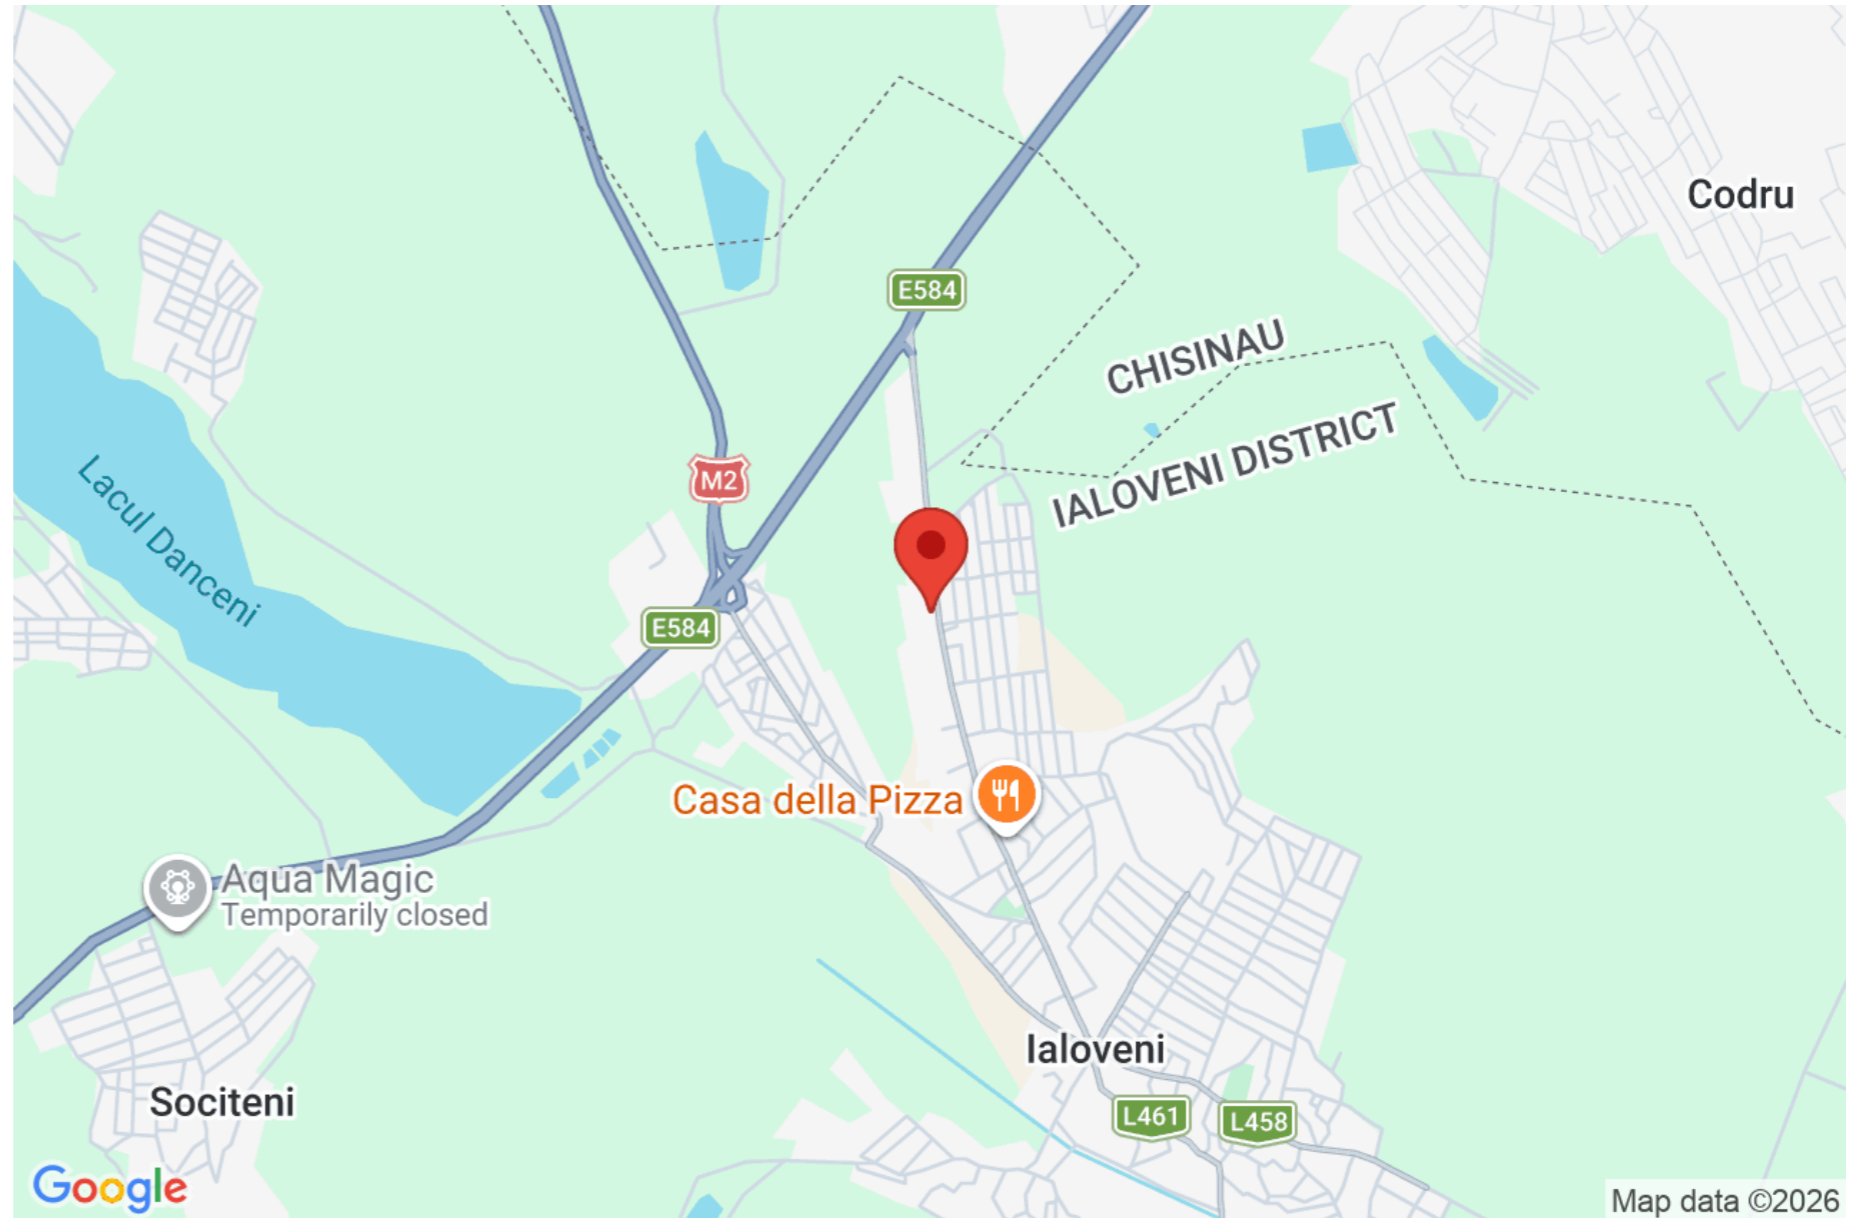 Codru
E584
CHISINAU
IALOVENI DISTRICT
M2
Lacul Danceni
E584
Casa della Pizza
Aqua Magic
Temporarily closed
Ialoveni
Sociteni
L461
L458
Google
Map data ©2026